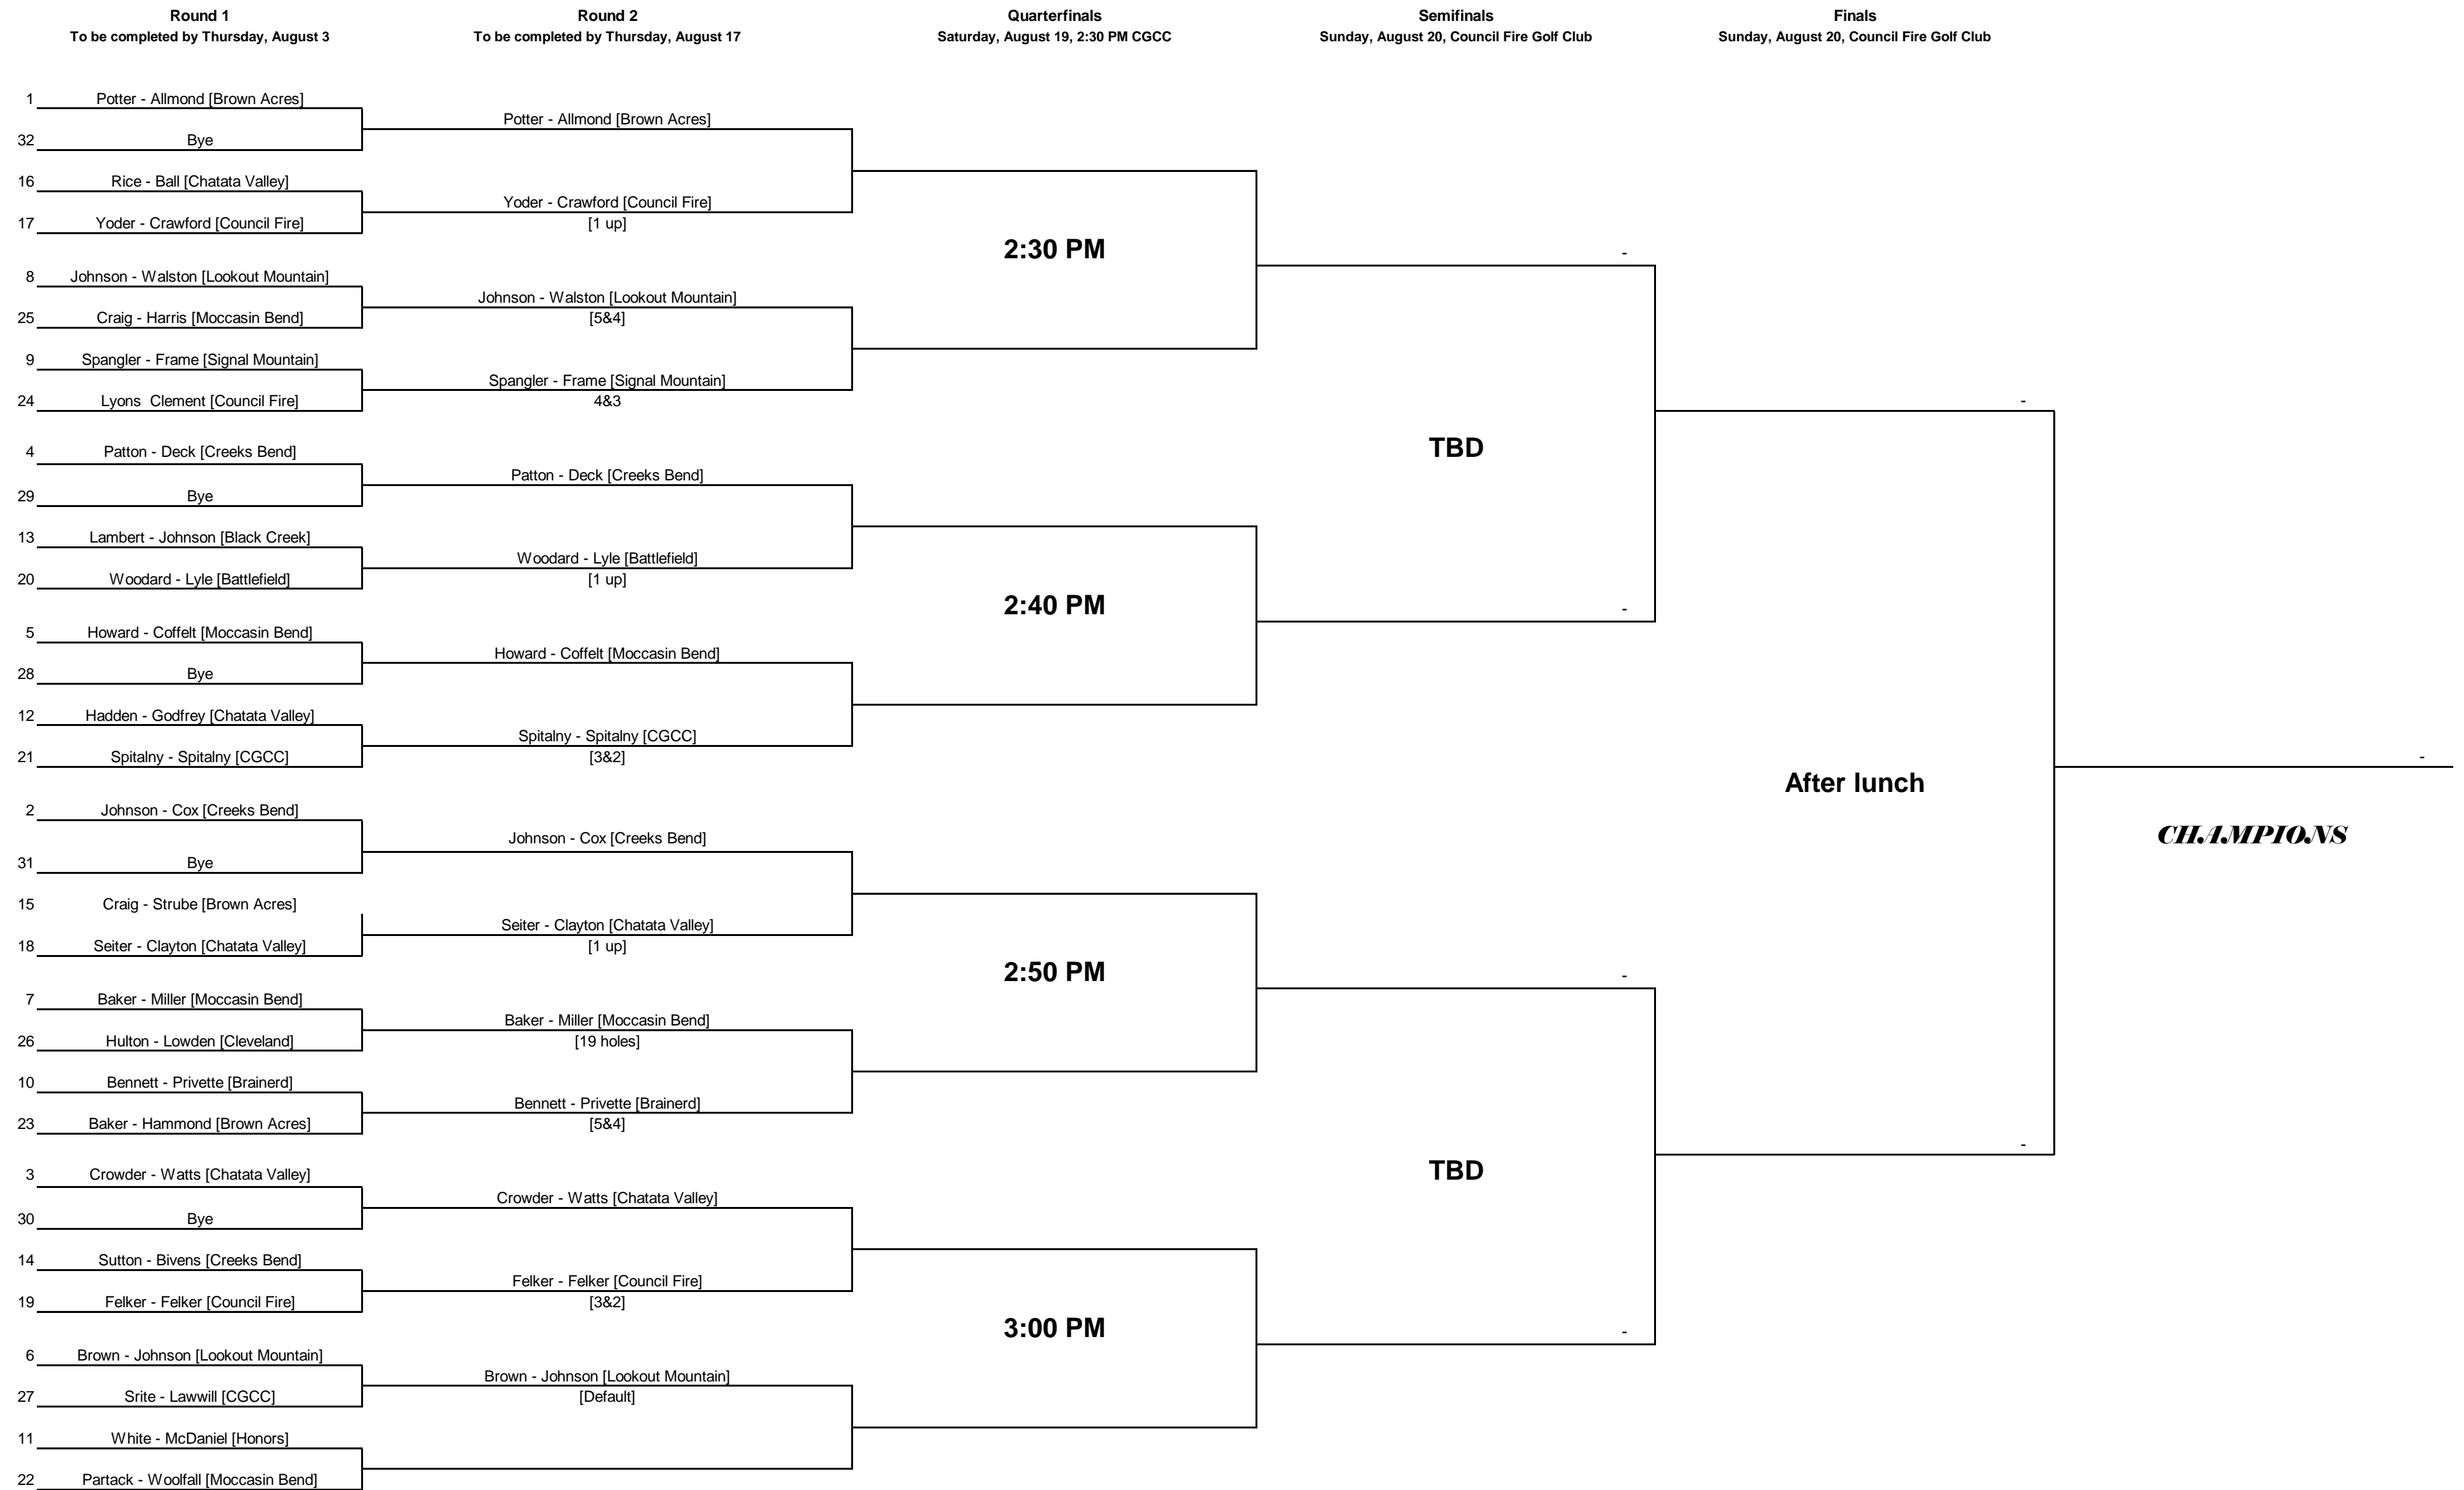 Round 1
To be completed by Thursday, August 3
Round 2
To be completed by Thursday, August 17
Quarterfinals
Saturday, August 19, 2:30 PM CGCC
Semifinals
Sunday, August 20, Council Fire Golf Club
Finals
Sunday, August 20, Council Fire Golf Club
1 Potter - Allmond [Brown Acres]
32 Bye
16 Rice - Ball [Chatata Valley]
17 Yoder - Crawford [Council Fire]
8 Johnson - Walston [Lookout Mountain]
25 Craig - Harris [Moccasin Bend]
9 Spangler - Frame [Signal Mountain]
24 Lyons  Clement [Council Fire]
4 Patton - Deck [Creeks Bend]
29 Bye
13 Lambert - Johnson [Black Creek]
20 Woodard - Lyle [Battlefield]
5 Howard - Coffelt [Moccasin Bend]
28 Bye
12 Hadden - Godfrey [Chatata Valley]
21 Spitalny - Spitalny [CGCC]
2 Johnson - Cox [Creeks Bend]
31 Bye
15 Craig - Strube [Brown Acres]
18 Seiter - Clayton [Chatata Valley]
7 Baker - Miller [Moccasin Bend]
26 Hulton - Lowden [Cleveland]
10 Bennett - Privette [Brainerd]
23 Baker - Hammond [Brown Acres]
3 Crowder - Watts [Chatata Valley]
30 Bye
14 Sutton - Bivens [Creeks Bend]
19 Felker - Felker [Council Fire]
6 Brown - Johnson [Lookout Mountain]
27 Srite - Lawwill [CGCC]
11 White - McDaniel [Honors]
22 Partack - Woolfall [Moccasin Bend]
Potter - Allmond [Brown Acres]
Yoder - Crawford [Council Fire]
[1 up]
Johnson - Walston [Lookout Mountain]
[5&4]
Spangler - Frame [Signal Mountain]
4&3
Patton - Deck [Creeks Bend]
Woodard - Lyle [Battlefield]
[1 up]
Howard - Coffelt [Moccasin Bend]
Spitalny - Spitalny [CGCC]
[3&2]
Johnson - Cox [Creeks Bend]
Seiter - Clayton [Chatata Valley]
[1 up]
Baker - Miller [Moccasin Bend]
[19 holes]
Bennett - Privette [Brainerd]
[5&4]
Crowder - Watts [Chatata Valley]
Felker - Felker [Council Fire]
[3&2]
Brown - Johnson [Lookout Mountain]
[Default]
2:30 PM
2:40 PM
2:50 PM
3:00 PM
-
TBD
-
-
TBD
-
-
After lunch
-
-
CHAMPIONS